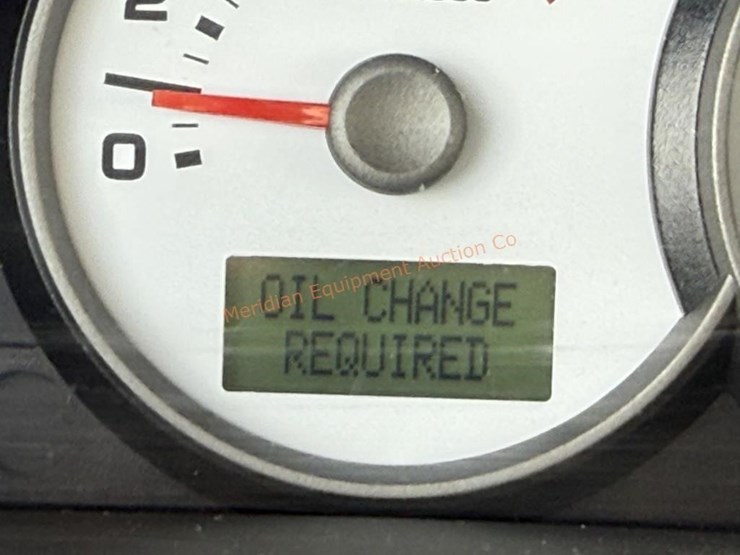 2
0
Meridian Equipment Auction Co
OIL CHANGE
REQUIRED